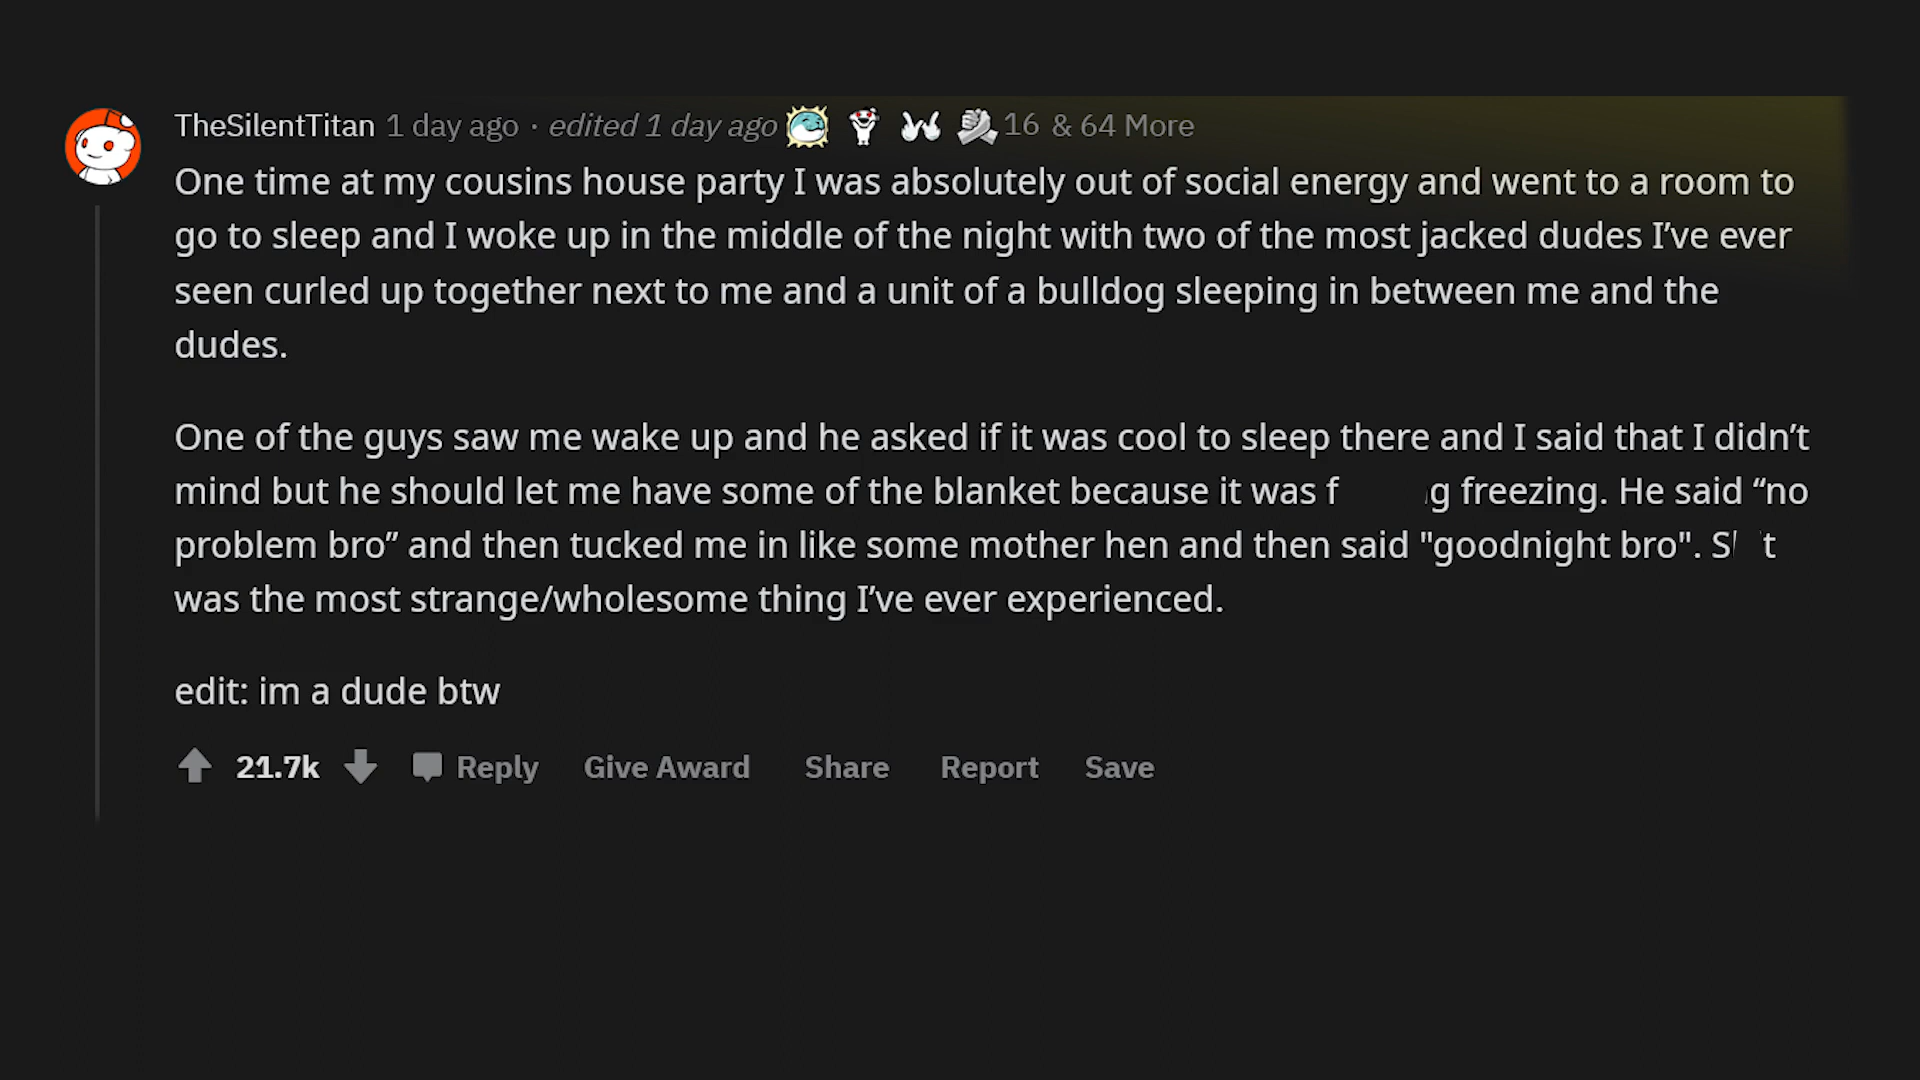 TheSilentTitan 1 day ago · edited 1 day ago 16 & 64 More
One time at my cousins house party I was absolutely out of social energy and went to a room to
go to sleep and I woke up in the middle of the night with two of the most jacked dudes I’ve ever
seen curled up together next to me and a unit of a bulldog sleeping in between me and the
dudes.
One of the guys saw me wake up and he asked if it was cool to sleep there and I said that I didn’t
mind but he should let me have some of the blanket because it was f g freezing. He said “no
problem bro” and then tucked me in like some mother hen and then said "goodnight bro". S t
was the most strange/wholesome thing I’ve ever experienced.
edit: im a dude btw
21.7k Reply Give Award Share Report Save